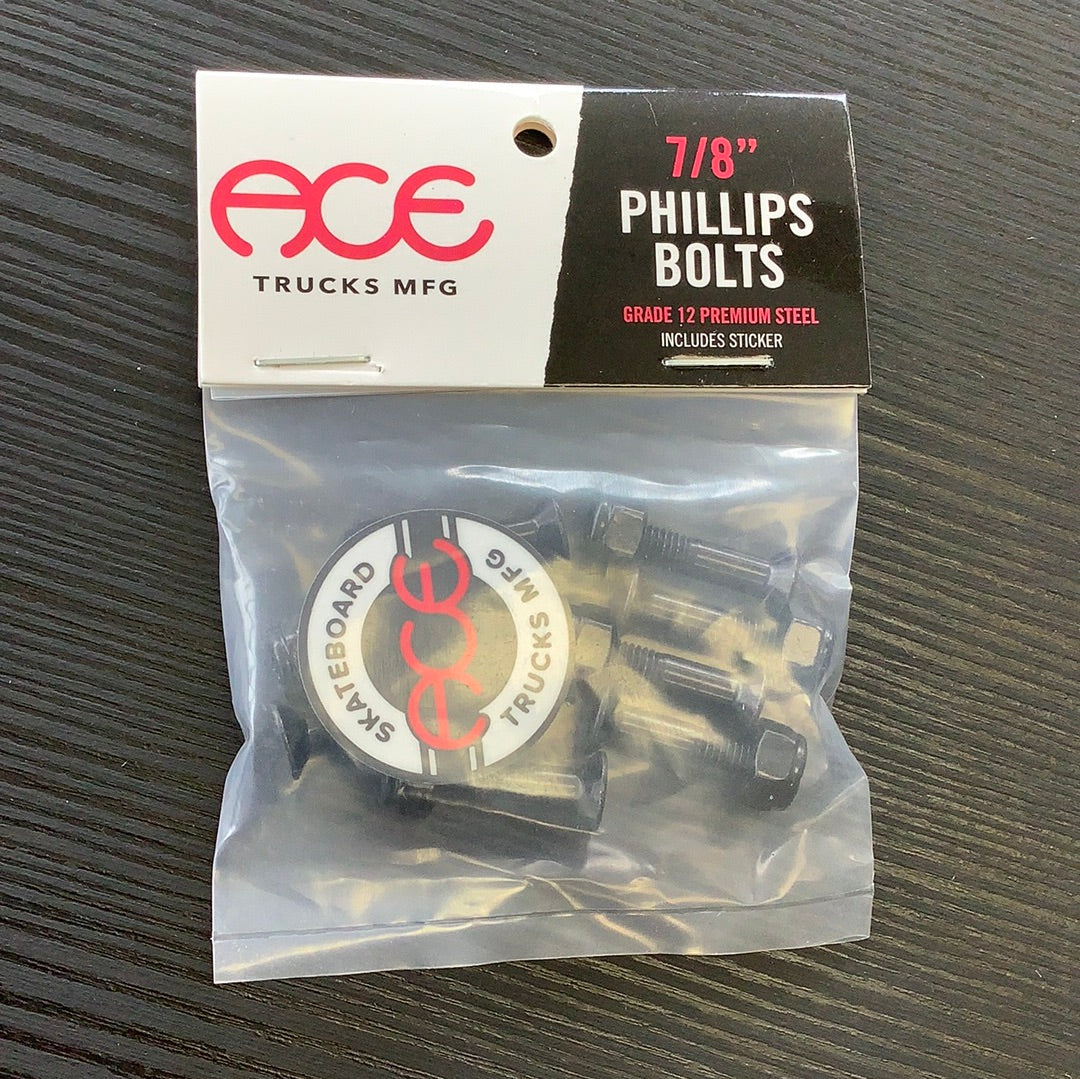 ACE
TRUCKS MFG
7/8”
PHILLIPS
BOLTS
GRADE 12 PREMIUM STEEL
INCLUDES STICKER
SKATEBOARD
ACE
TRUCKS MFG